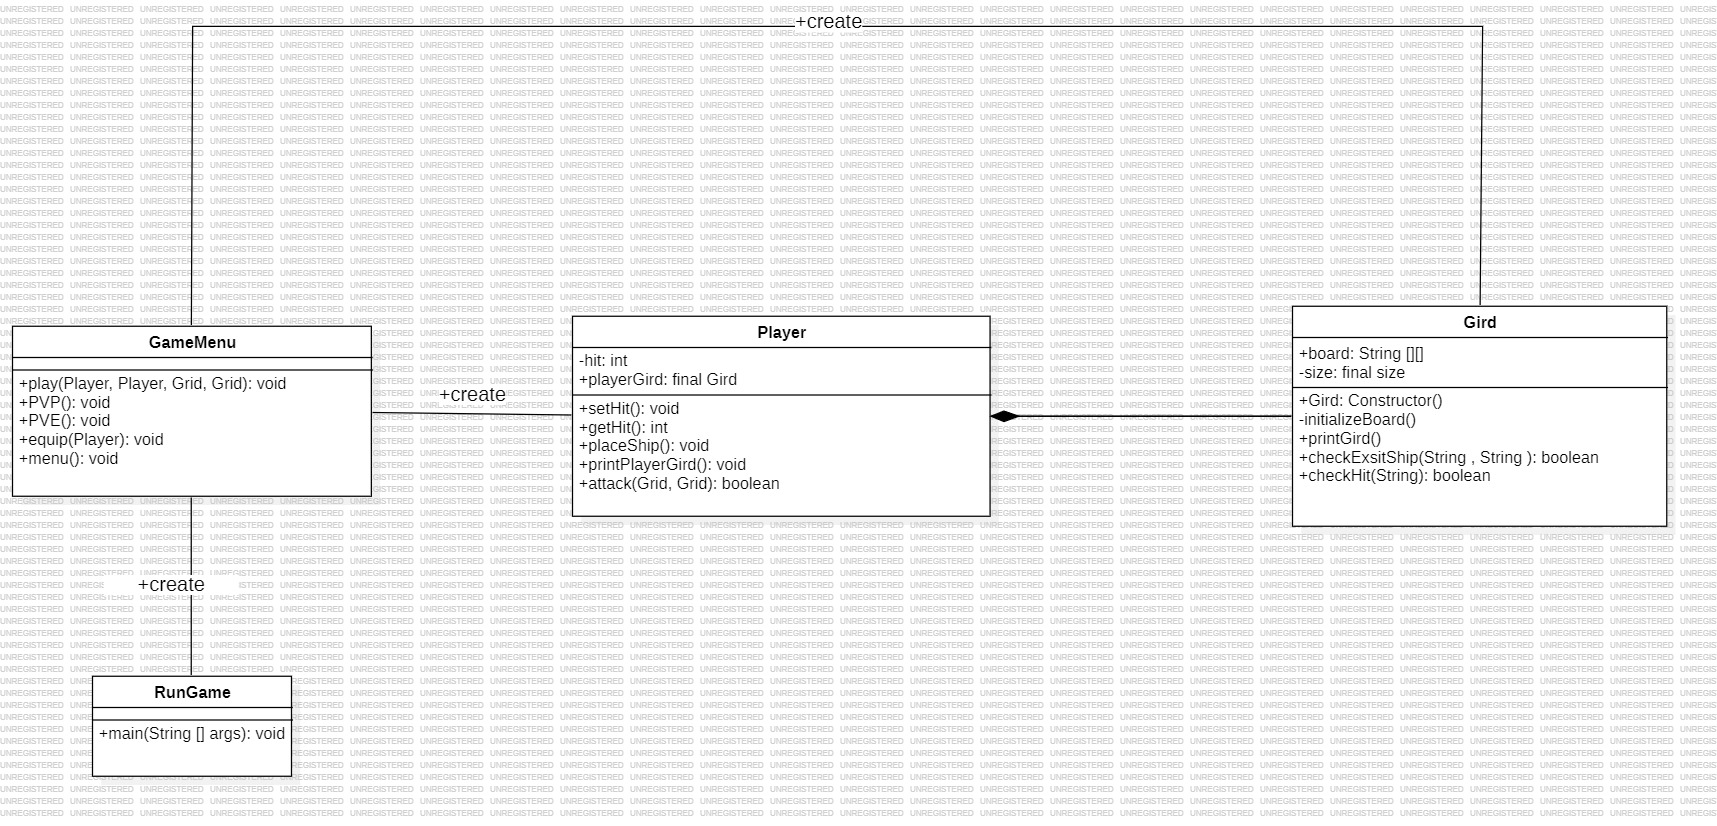 +create
GameMenu
+play(Player, Player, Grid, Grid): void
+PVP(): void
+PVE(): void
+equip(Player): void
+menu(): void
+create
Player
-hit: int
+playerGird: final Gird
+setHit(): void
+getHit(): int
+placeShip(): void
+printPlayerGird(): void
+attack(Grid, Grid): boolean
Gird
+board: String [][]
-size: final size
+Gird: Constructor()
-initializeBoard()
+printGird()
+checkExsitShip(String , String ): boolean
+checkHit(String): boolean
+create
RunGame
+main(String [] args): void
UNREGISTERED